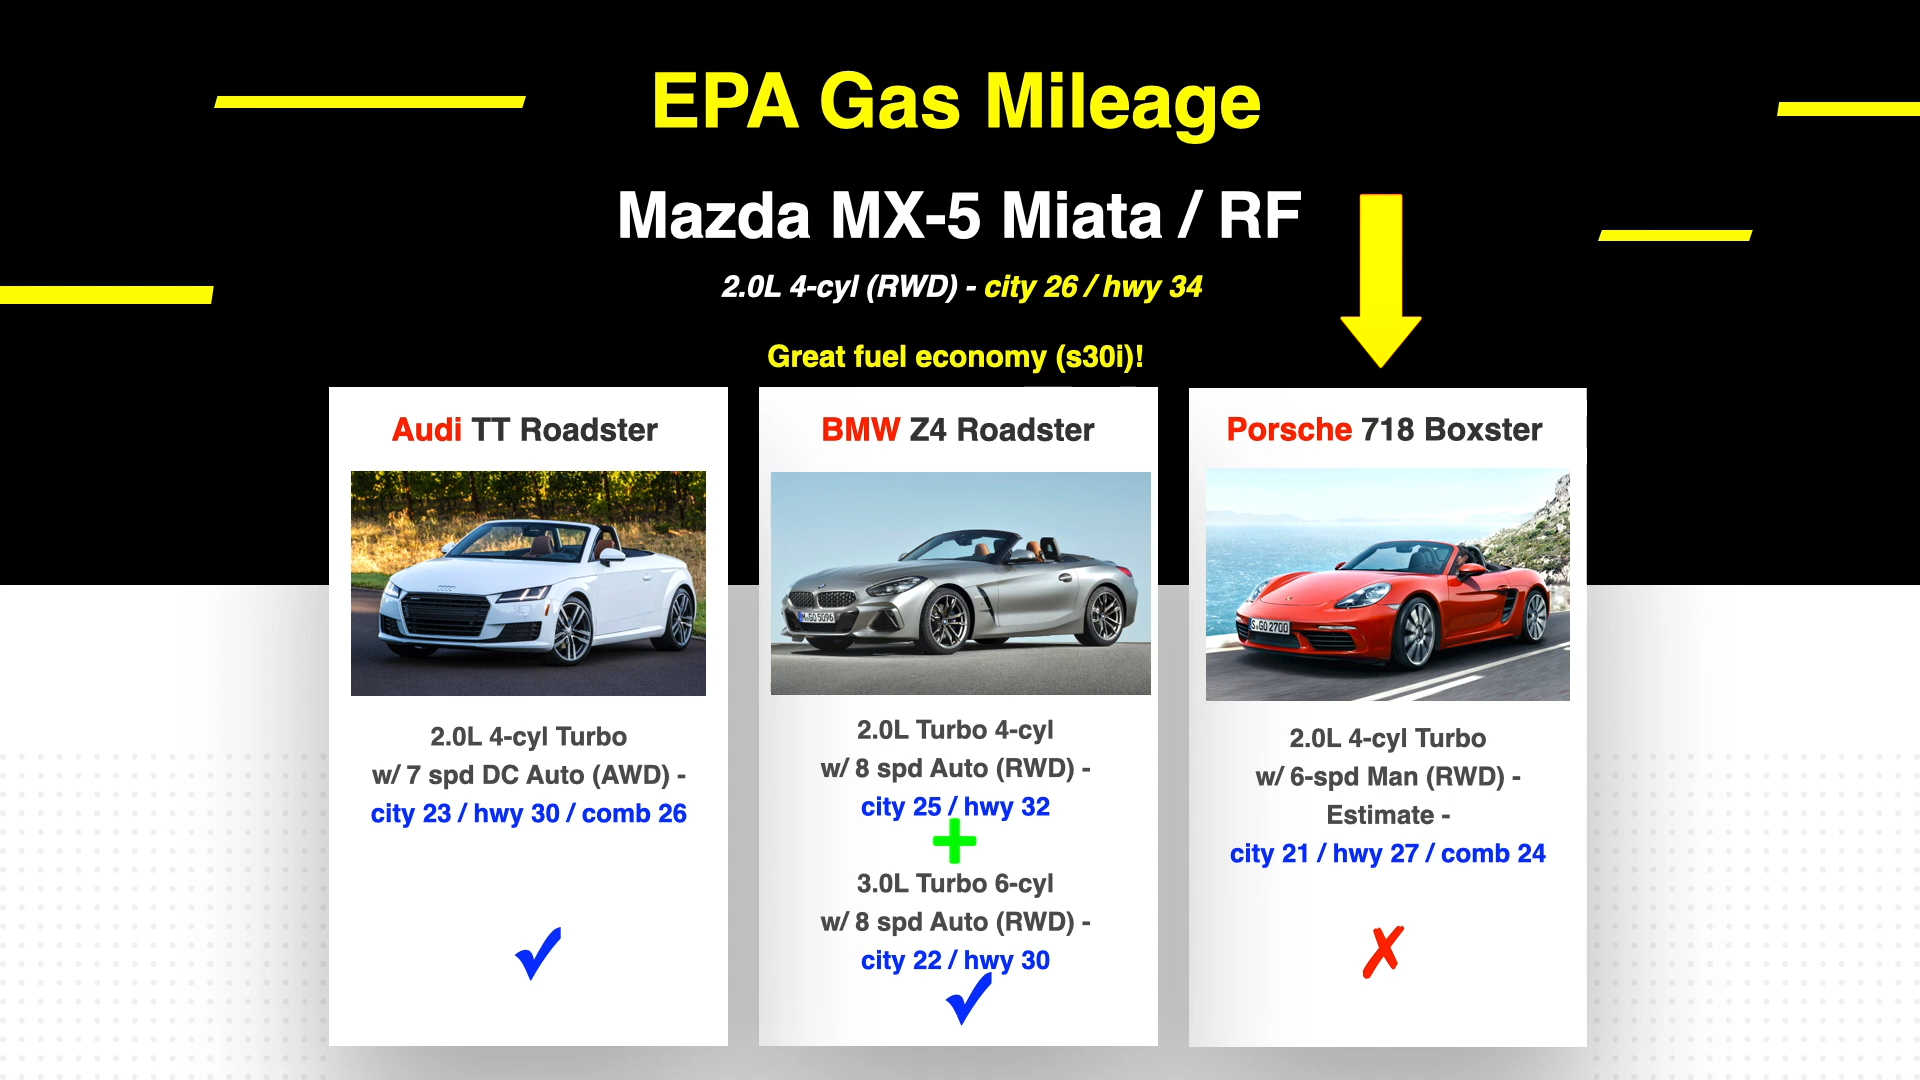 EPA Gas Mileage
Mazda MX-5 Miata / RF
2.0L 4-cyl (RWD) - city 26 / hwy 34
Great fuel economy (s30i)!
Audi TT Roadster
2.0L 4-cyl Turbo
w/ 7 spd DC Auto (AWD) -
city 23 / hwy 30 / comb 26
BMW Z4 Roadster
M GO 5096
2.0L Turbo 4-cyl
w/ 8 spd Auto (RWD) -
city 25 / hwy 32
3.0L Turbo 6-cyl
w/ 8 spd Auto (RWD) -
city 22 / hwy 30
Porsche 718 Boxster
S GO 2700
2.0L 4-cyl Turbo
w/ 6-spd Man (RWD) -
Estimate -
city 21 / hwy 27 / comb 24